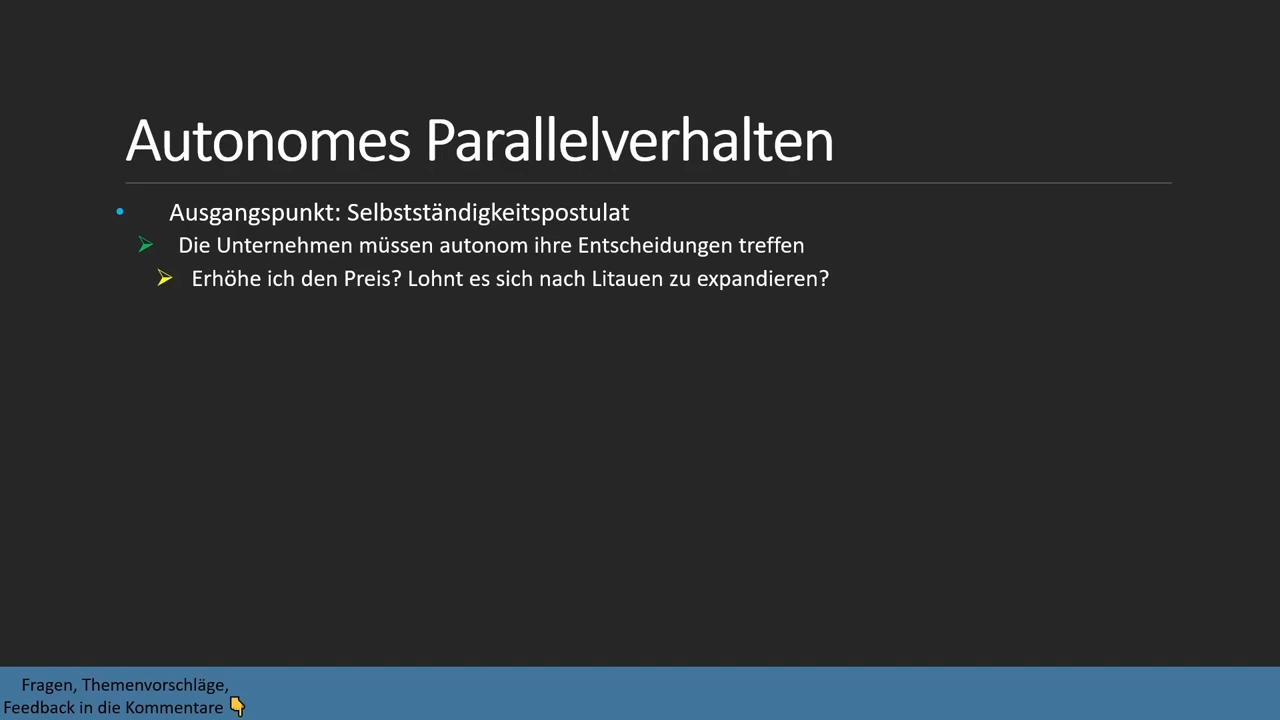 Autonomes Parallelverhalten
• Ausgangspunkt: Selbstständigkeitspostulat
➢ Die Unternehmen müssen autonom ihre Entscheidungen treffen
➢ Erhöhe ich den Preis? Lohnt es sich nach Litauen zu expandieren?
Fragen, Themenvorschläge,
Feedback in die Kommentare 👇